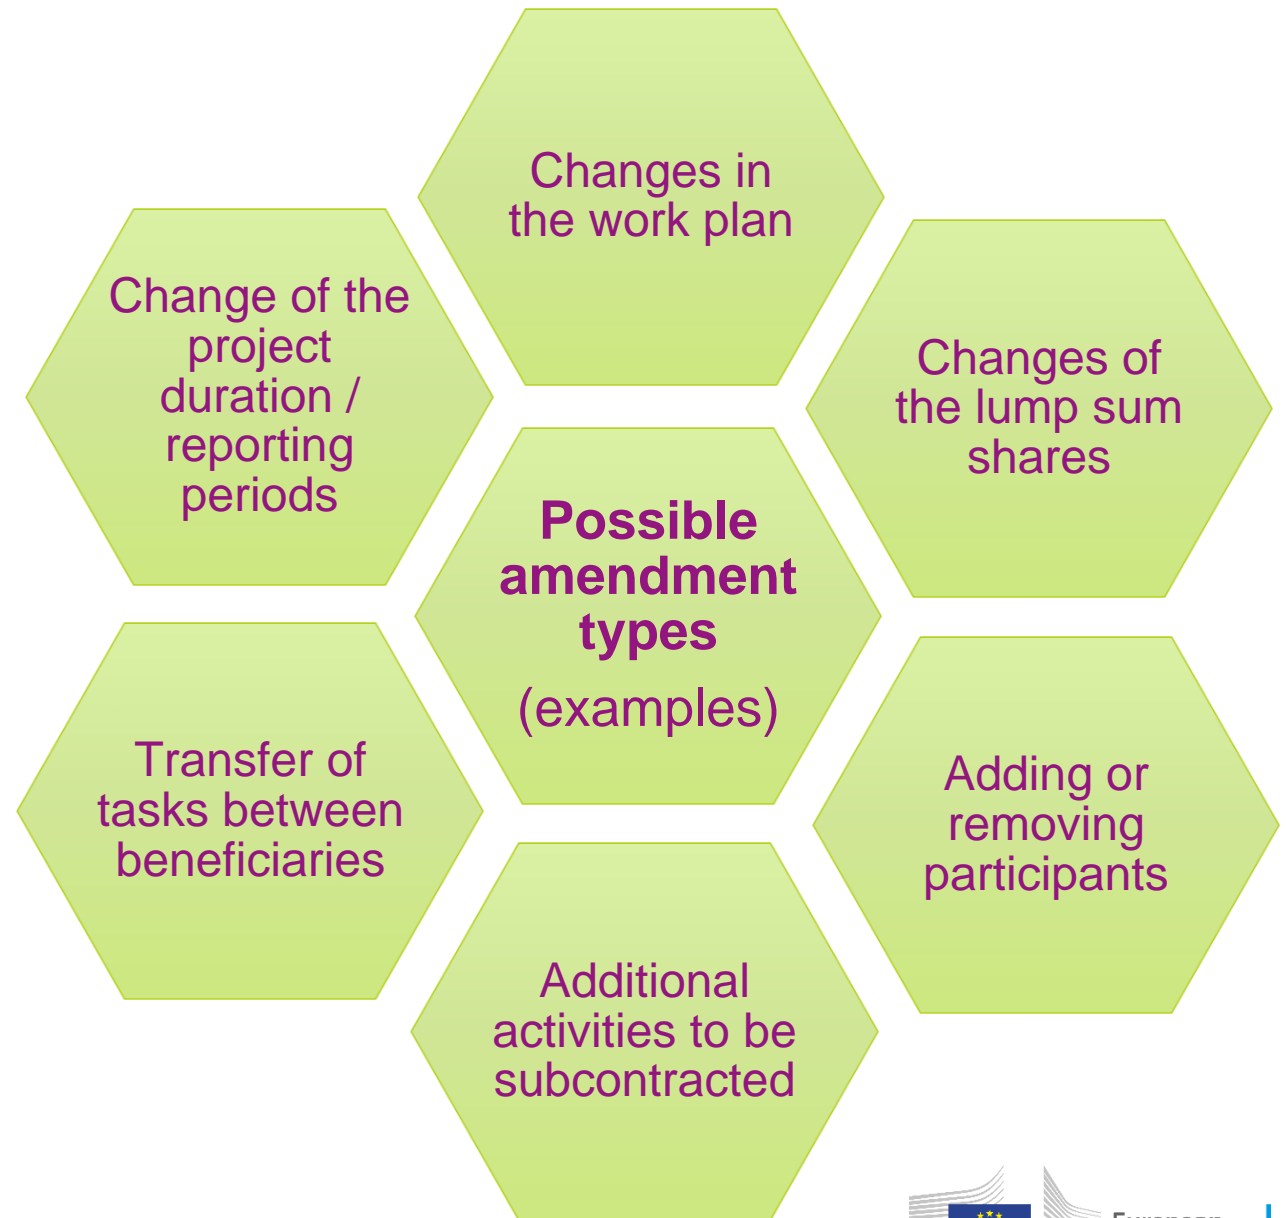 Changes in
the work plan
Change of the
project
duration /
reporting
periods
Changes of
the lump sum
shares
Possible
amendment
types
(examples)
Transfer of
tasks between
beneficiaries
Adding or
removing
participants
Additional
activities to be
subcontracted